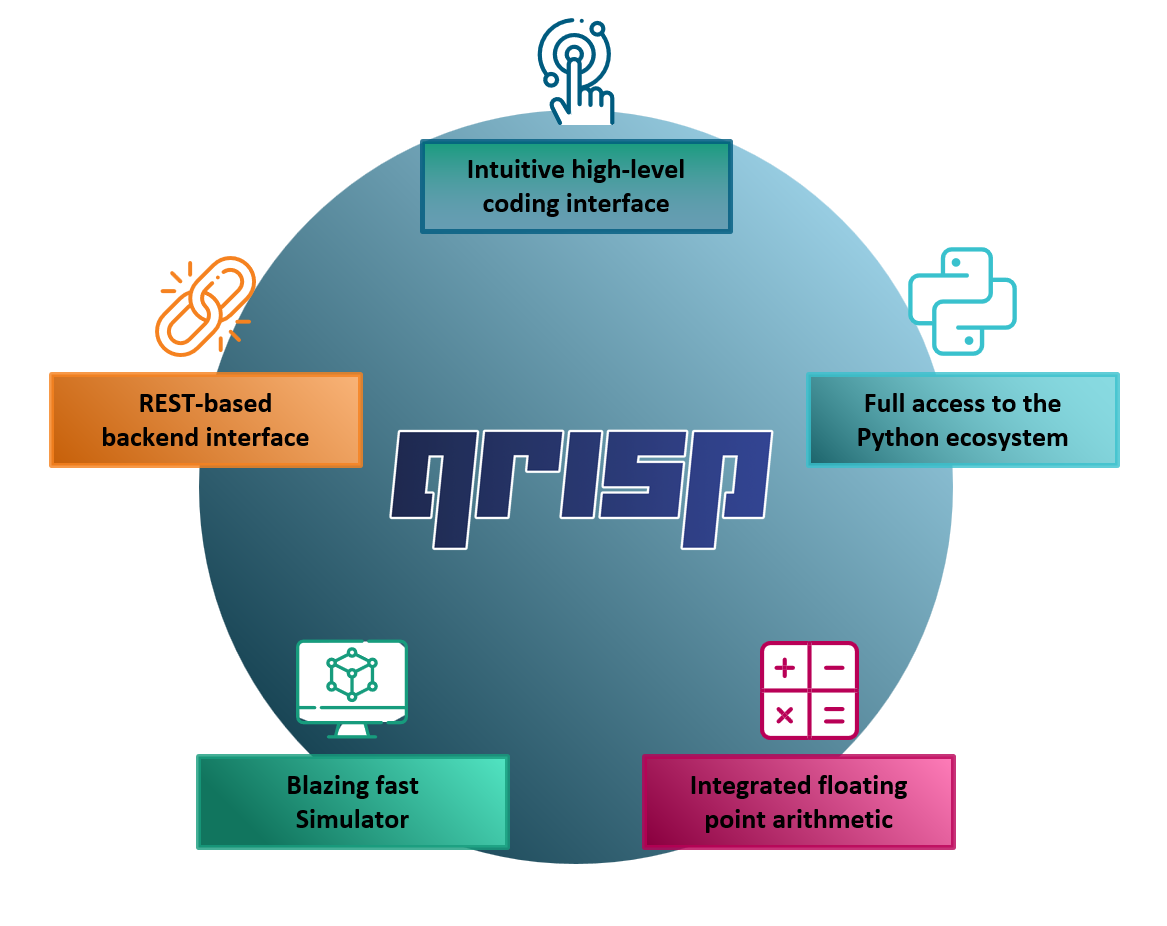 Intuitive high-level
coding interface
REST-based
backend interface
Full access to the
Python ecosystem
qrisp
Blazing fast
Simulator
Integrated floating
point arithmetic